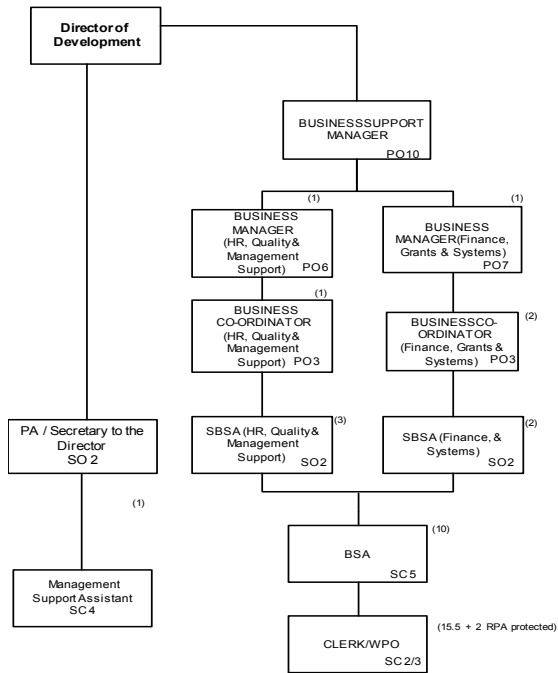 Director of
Development
BUSINESSSUPPORT
MANAGER
PO10
(1)
BUSINESS
MANAGER
(HR, Quality &
Management
Support)
PO6
(1)
BUSINESS
MANAGER(Finance,
Grants & Systems)
PO7
(1)
BUSINESS
CO-ORDINATOR
(HR, Quality &
Management
Support)
PO3
(2)
BUSINESSCO-
ORDINATOR
(Finance, Grants &
Systems)
PO3
PA / Secretary to the
Director
SO 2
(3)
SBSA (HR, Quality &
Management
Support)
SO2
(2)
SBSA (Finance, &
Systems)
SO2
(1)
Management
Support Assistant
SC4
(10)
BSA
SC5
(15.5 + 2 RPA protected)
CLERK/WPO
SC2/3